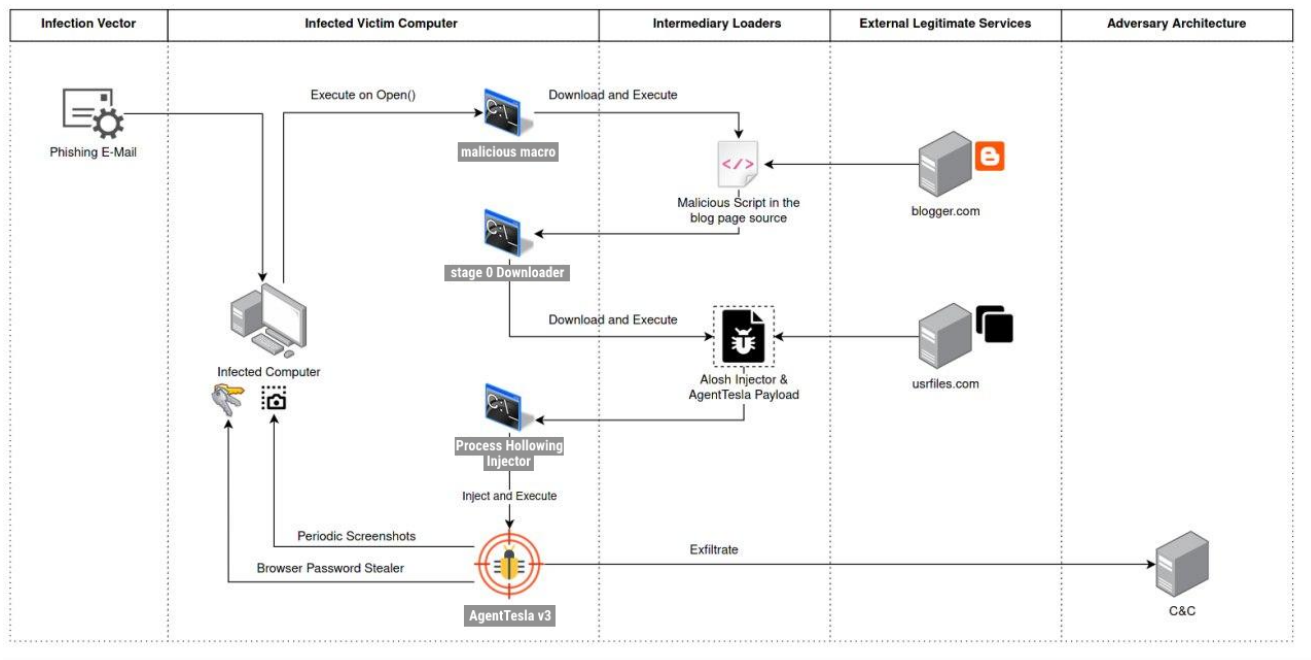 Infection Vector
Infected Victim Computer
Intermediary Loaders
External Legitimate Services
Adversary Architecture
Phishing E-Mail
Execute on Open()
C:\_
malicious macro
Download and Execute
</>
Malicious Script in the
blog page source
blogger.com
C:\_
stage 0 Downloader
Download and Execute
Alosh Injector &
AgentTesla Payload
usrfiles.com
Infected Computer
C:\_
Process Hollowing
Injector
Inject and Execute
Periodic Screenshots
Browser Password Stealer
AgentTesla v3
Exfiltrate
C&C